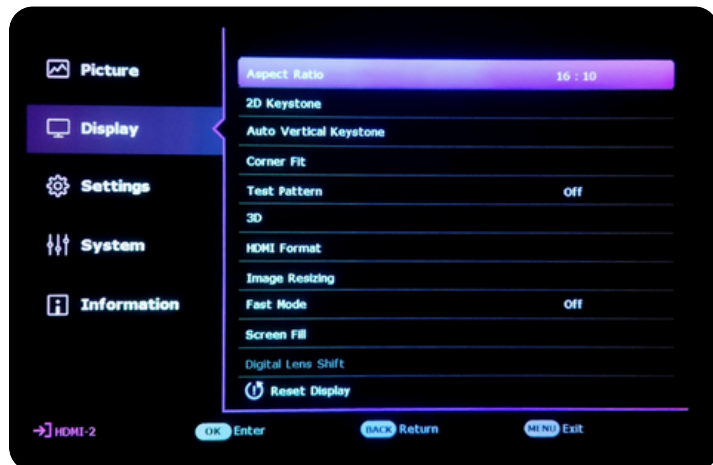 Picture
Display
Settings
System
Information
Aspect Ratio 16 : 10
2D Keystone
Auto Vertical Keystone
Corner Fit
Test Pattern Off
3D
HDMI Format
Image Resizing
Fast Mode Off
Screen Fill
Digital Lens Shift
Reset Display
HDMI-2 OK Enter BACK Return MENU Exit